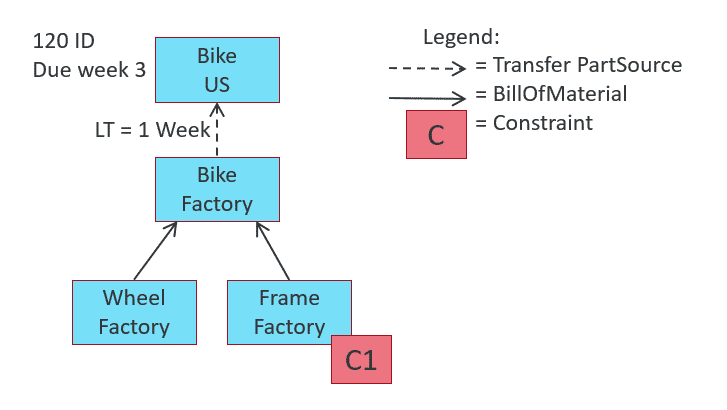 120 ID
Due week 3
Bike
US
LT = 1 Week
Bike
Factory
Wheel
Factory
Frame
Factory
C1
Legend:
= Transfer PartSource
= BillOfMaterial
C
= Constraint